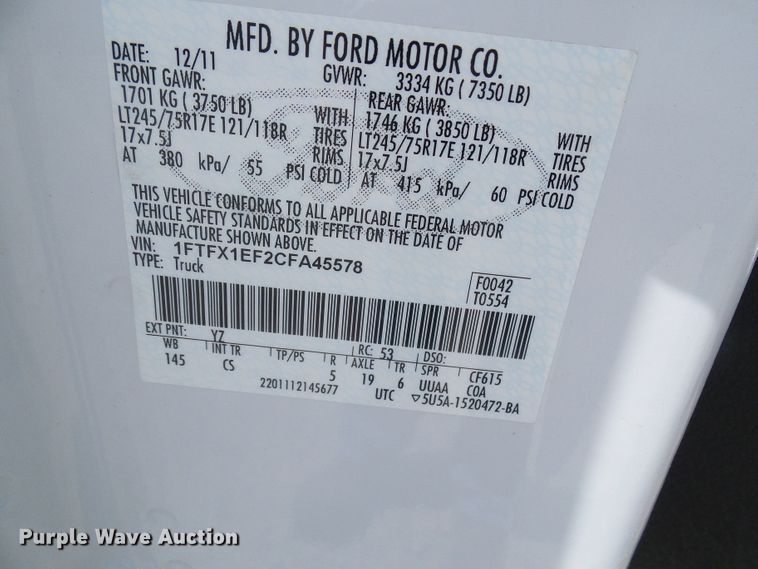 MFD. BY FORD MOTOR CO.
DATE: 12/11 GVWR: 3334 KG ( 7350 LB)
FRONT GAWR: REAR GAWR:
1701 KG ( 3750 LB) WITH 1746 KG ( 3850 LB) WITH
LT245/75R17E 121/118R TIRES LT245/75R17E 121/118R TIRES
17x7.5J RIMS 17x7.5J RIMS
AT 380 kPa/ 55 PSI COLD AT 415 kPa/ 60 PSI COLD
THIS VEHICLE CONFORMS TO ALL APPLICABLE FEDERAL MOTOR
VEHICLE SAFETY STANDARDS IN EFFECT ON THE DATE OF
MANUFACTURE SHOWN ABOVE.
VIN: 1FTFX1EF2CFA45578
TYPE: Truck
F0042
T0554
EXT PNT: YZ RC: 53 DSO:
WB INT TR TP/PS R AXLE TR SPR CF615
145 CS 5 19 6 UUAA COA
2201112145677 UTC ▽5U5A-1520472-BA
Purple Wave Auction